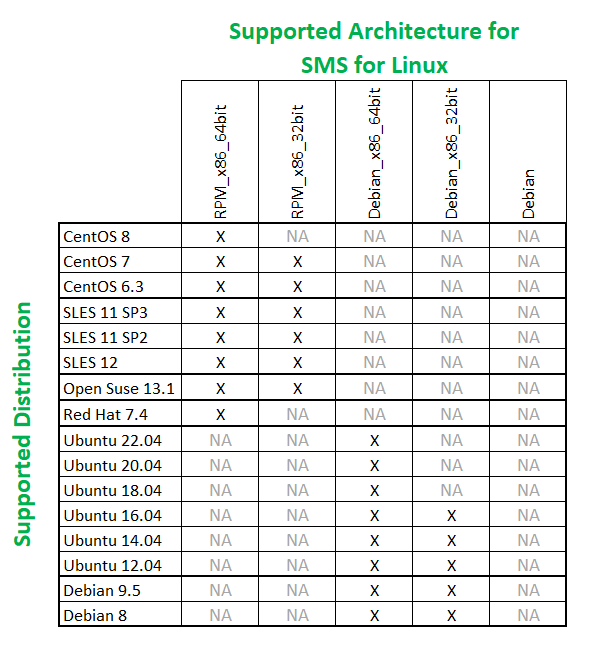 Supported Architecture for
SMS for Linux
RPM_x86_64bit RPM_x86_32bit Debian_x86_64bit Debian_x86_32bit Debian
Supported Distribution
CentOS 8 X NA NA NA NA
CentOS 7 X X NA NA NA
CentOS 6.3 X X NA NA NA
SLES 11 SP3 X X NA NA NA
SLES 11 SP2 X X NA NA NA
SLES 12 X X NA NA NA
Open Suse 13.1 X X NA NA NA
Red Hat 7.4 X NA NA NA NA
Ubuntu 22.04 NA NA X NA NA
Ubuntu 20.04 NA NA X NA NA
Ubuntu 18.04 NA NA X NA NA
Ubuntu 16.04 NA NA X X NA
Ubuntu 14.04 NA NA X X NA
Ubuntu 12.04 NA NA X X NA
Debian 9.5 NA NA X X NA
Debian 8 NA NA X X NA